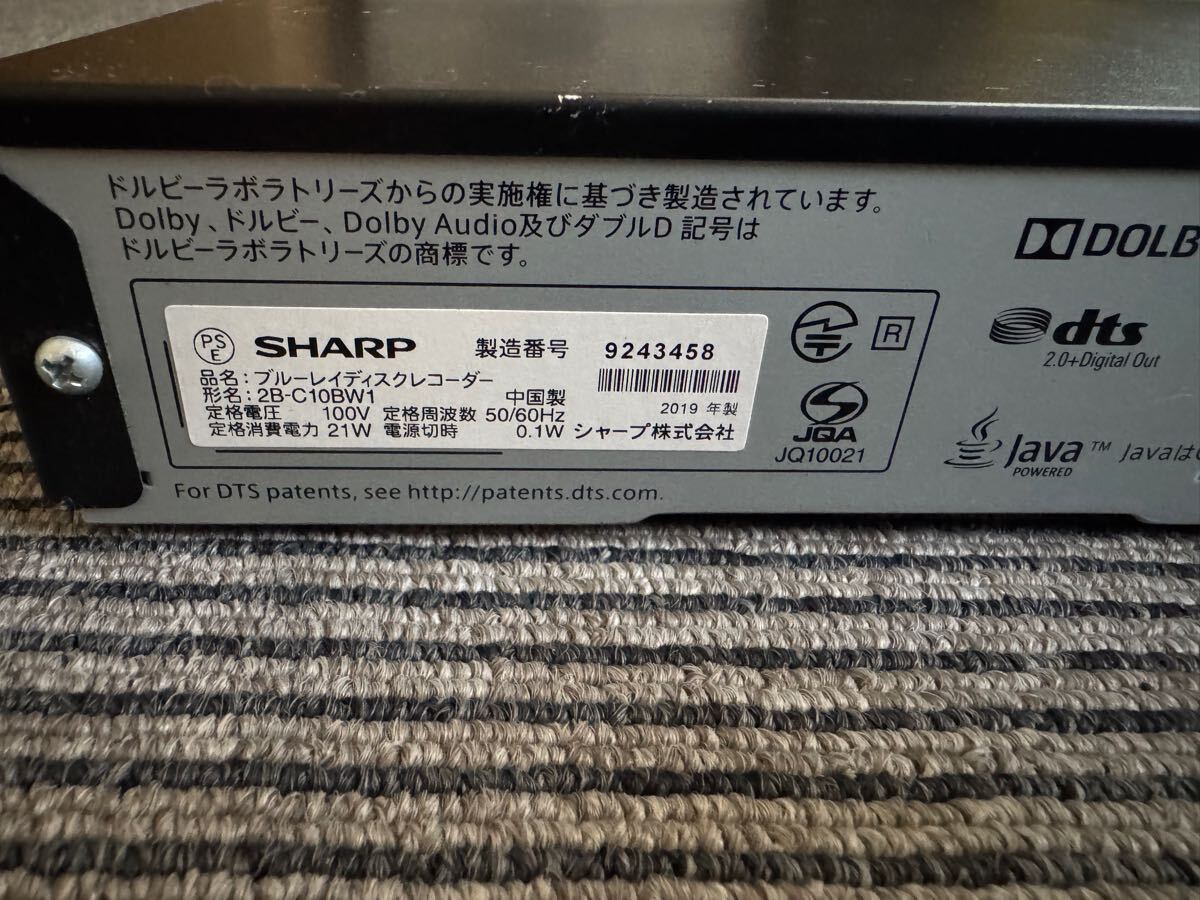 ドルビーラボラトリーズからの実施権に基づき製造されています。
Dolby、ドルビー、Dolby Audio及びダブルD 記号は
ドルビーラボラトリーズの商標です。
DOLB
PS E SHARP 製造番号 9243458
品名：ブルーレイディスクレコーダー
形名：2B-C10BW1 中国製
定格電圧 100V 定格周波数 50/60Hz 2019 年製
定格消費電力 21W 電源切時 0.1W シャープ株式会社
R
JQA
JQ10021
dts
2.0+Digital Out
Java™ Javaは
POWERED
For DTS patents, see http://patents.dts.com.